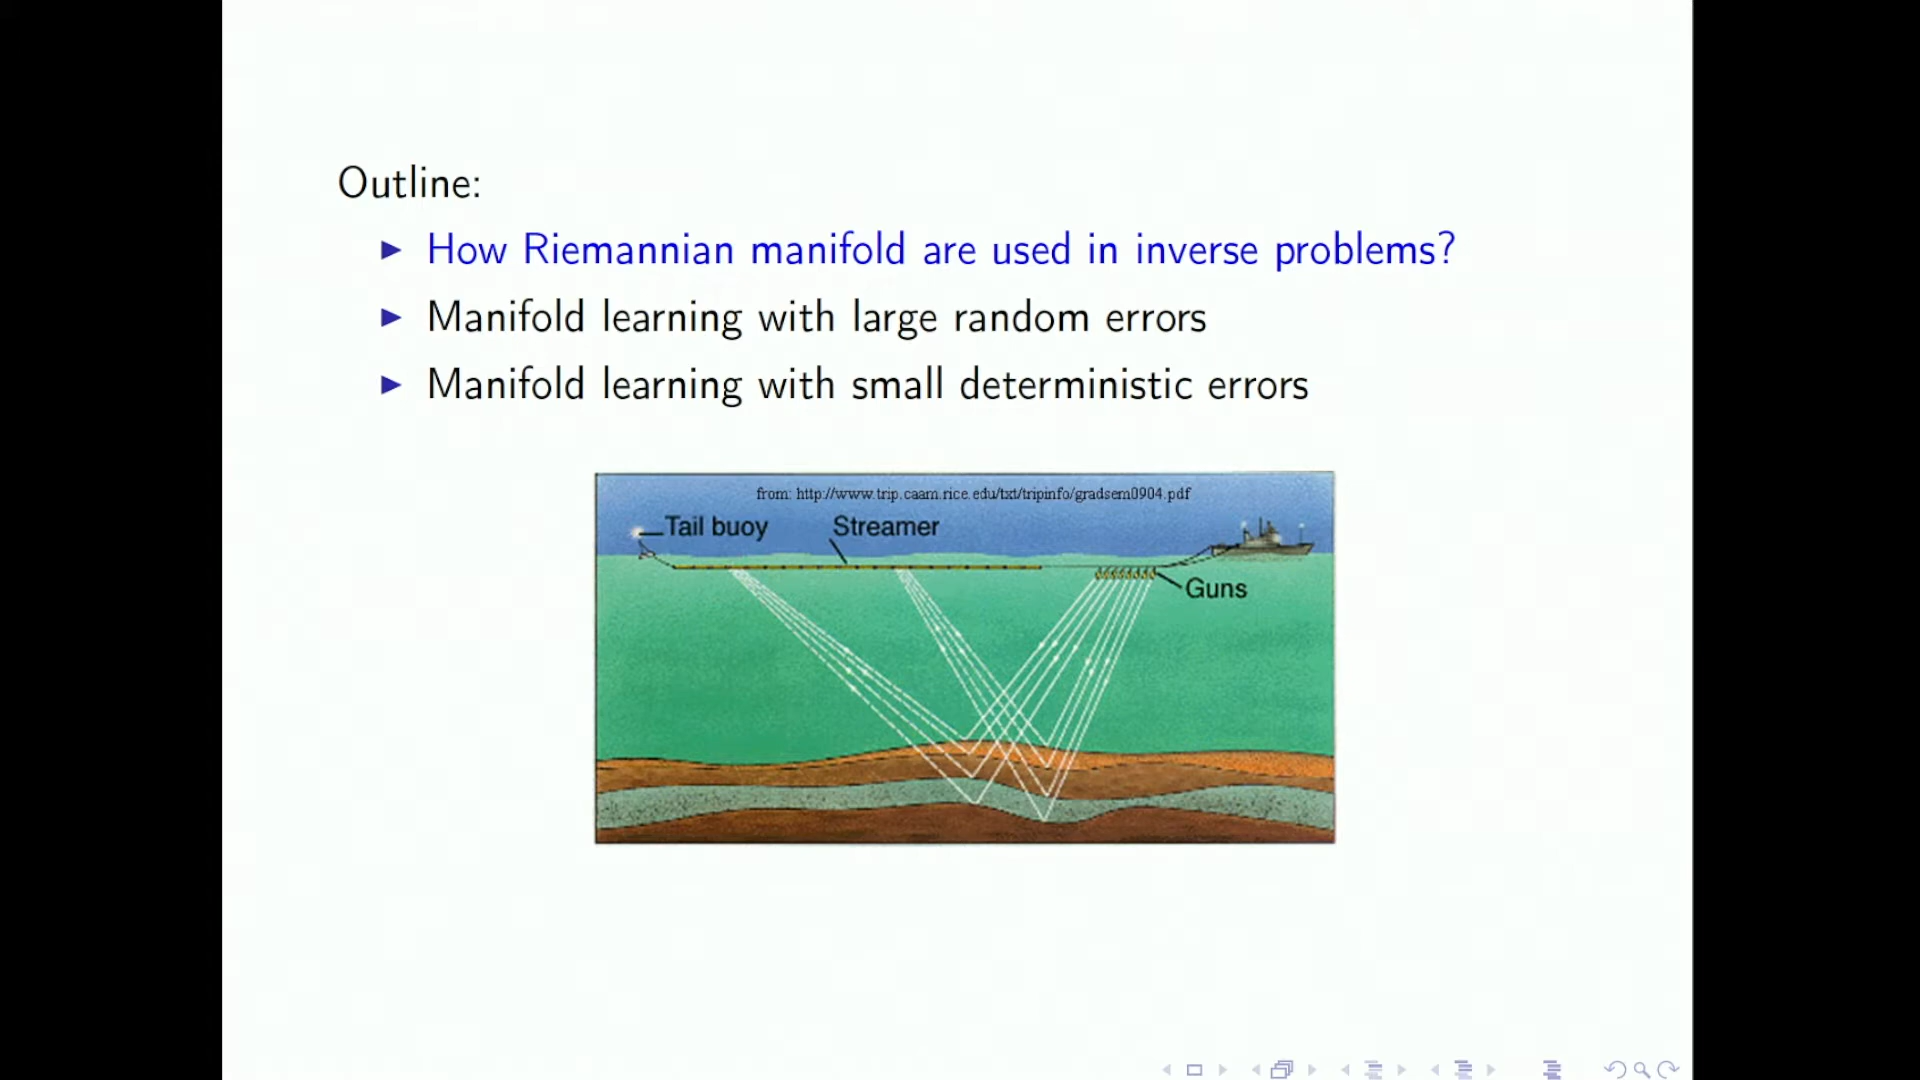 Outline:
How Riemannian manifold are used in inverse problems?
Manifold learning with large random errors
Manifold learning with small deterministic errors
from: http://www.trip.caam.rice.edu/txt/tripinfo/gradsem0904.pdf
Tail buoy Streamer
Guns